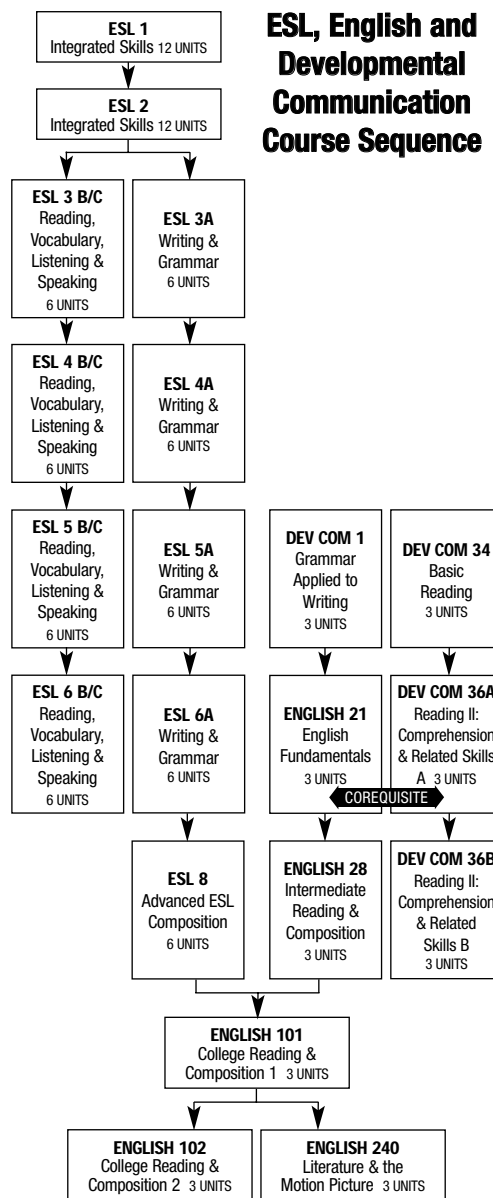 ESL, English and
Developmental
Communication
Course Sequence
ESL 1
Integrated Skills 12 UNITS
ESL 2
Integrated Skills 12 UNITS
ESL 3 B/C
Reading,
Vocabulary,
Listening &
Speaking
6 UNITS
ESL 3A
Writing &
Grammar
6 UNITS
ESL 4 B/C
Reading,
Vocabulary,
Listening &
Speaking
6 UNITS
ESL 4A
Writing &
Grammar
6 UNITS
ESL 5 B/C
Reading,
Vocabulary,
Listening &
Speaking
6 UNITS
ESL 5A
Writing &
Grammar
6 UNITS
DEV COM 1
Grammar
Applied to
Writing
3 UNITS
DEV COM 34
Basic
Reading
3 UNITS
ESL 6 B/C
Reading,
Vocabulary,
Listening &
Speaking
6 UNITS
ESL 6A
Writing &
Grammar
6 UNITS
ENGLISH 21
English
Fundamentals
3 UNITS
DEV COM 36A
Reading II:
Comprehension
& Related Skills
A 3 UNITS
COREQUISITE
ESL 8
Advanced ESL
Composition
6 UNITS
ENGLISH 28
Intermediate
Reading &
Composition
3 UNITS
DEV COM 36B
Reading II:
Comprehension
& Related
Skills B
3 UNITS
ENGLISH 101
College Reading &
Composition 1 3 UNITS
ENGLISH 102
College Reading &
Composition 2 3 UNITS
ENGLISH 240
Literature & the
Motion Picture 3 UNITS